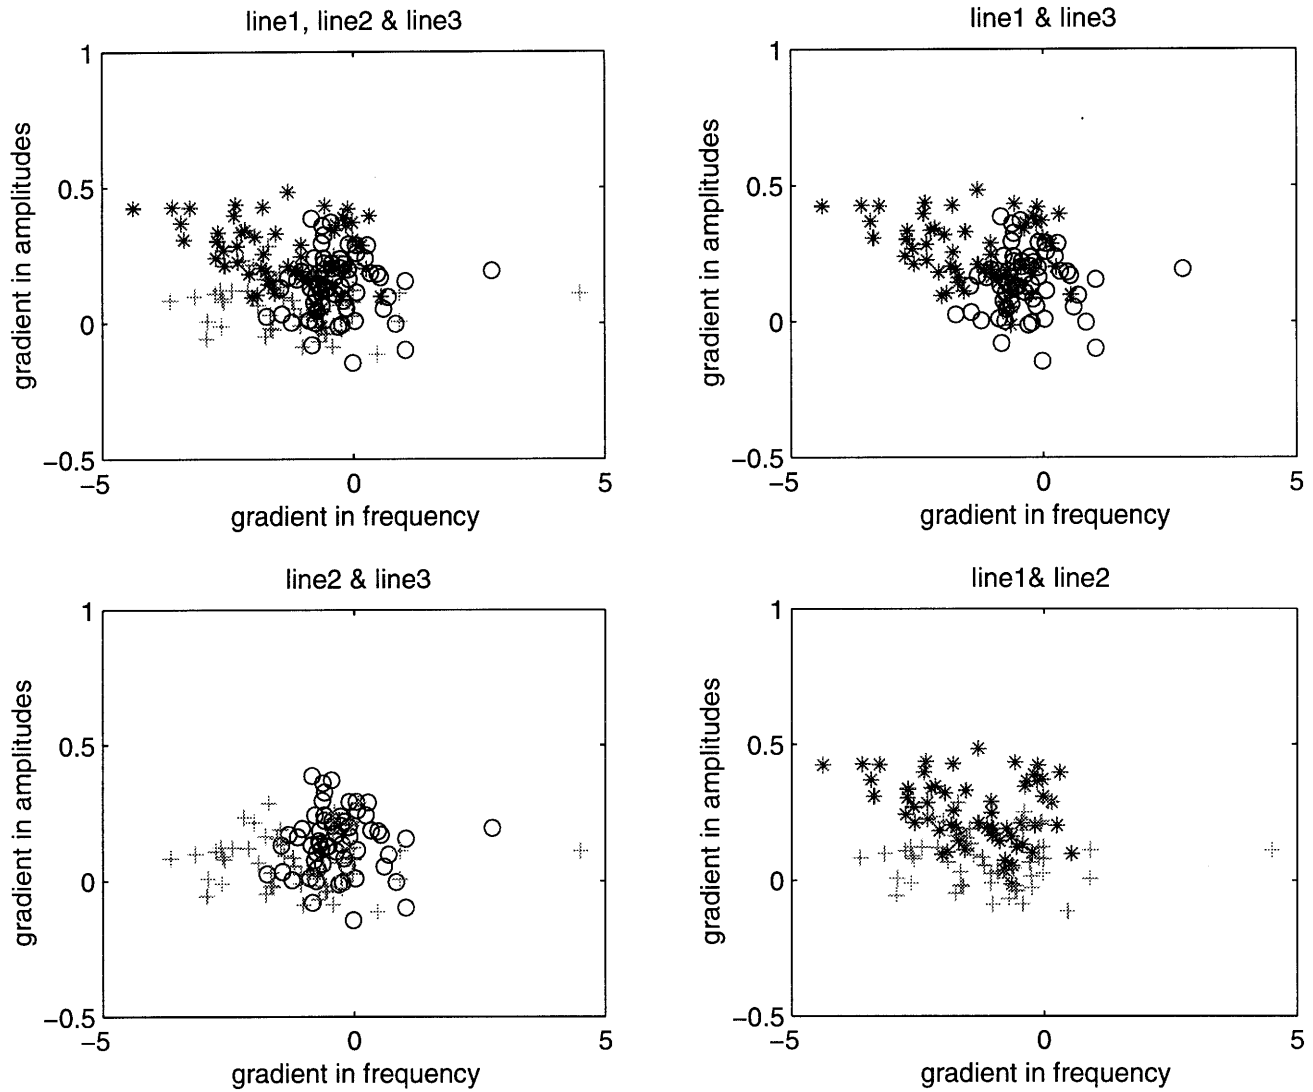 line1, line2 & line3
1
0.5
0
−0.5
−5
0
5
gradient in amplitudes
gradient in frequency
line1 & line3
1
0.5
0
−0.5
−5
0
5
gradient in amplitudes
gradient in frequency
line2 & line3
1
0.5
0
−0.5
−5
0
5
gradient in amplitudes
gradient in frequency
line1& line2
1
0.5
0
−0.5
−5
0
5
gradient in amplitudes
gradient in frequency